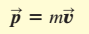 p⃗ = mv⃗